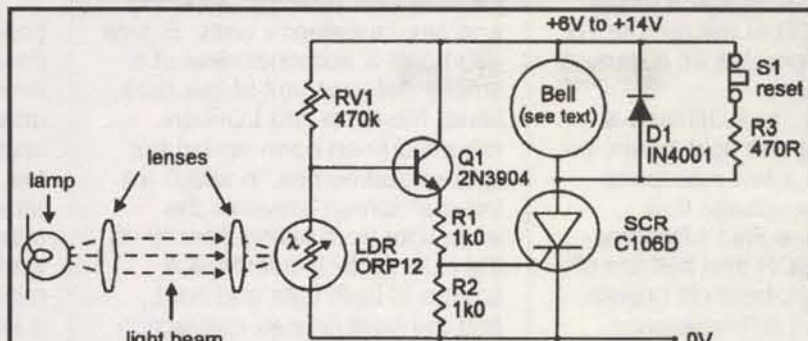 +6V to +14V
S1
reset
RV1
470k
Bell
(see text)
D1
IN4001
R3
470R
Q1
2N3904
lenses
lamp
R1
1k0
LDR
ORP12
λ
SCR
C106D
R2
1k0
light beam
0V